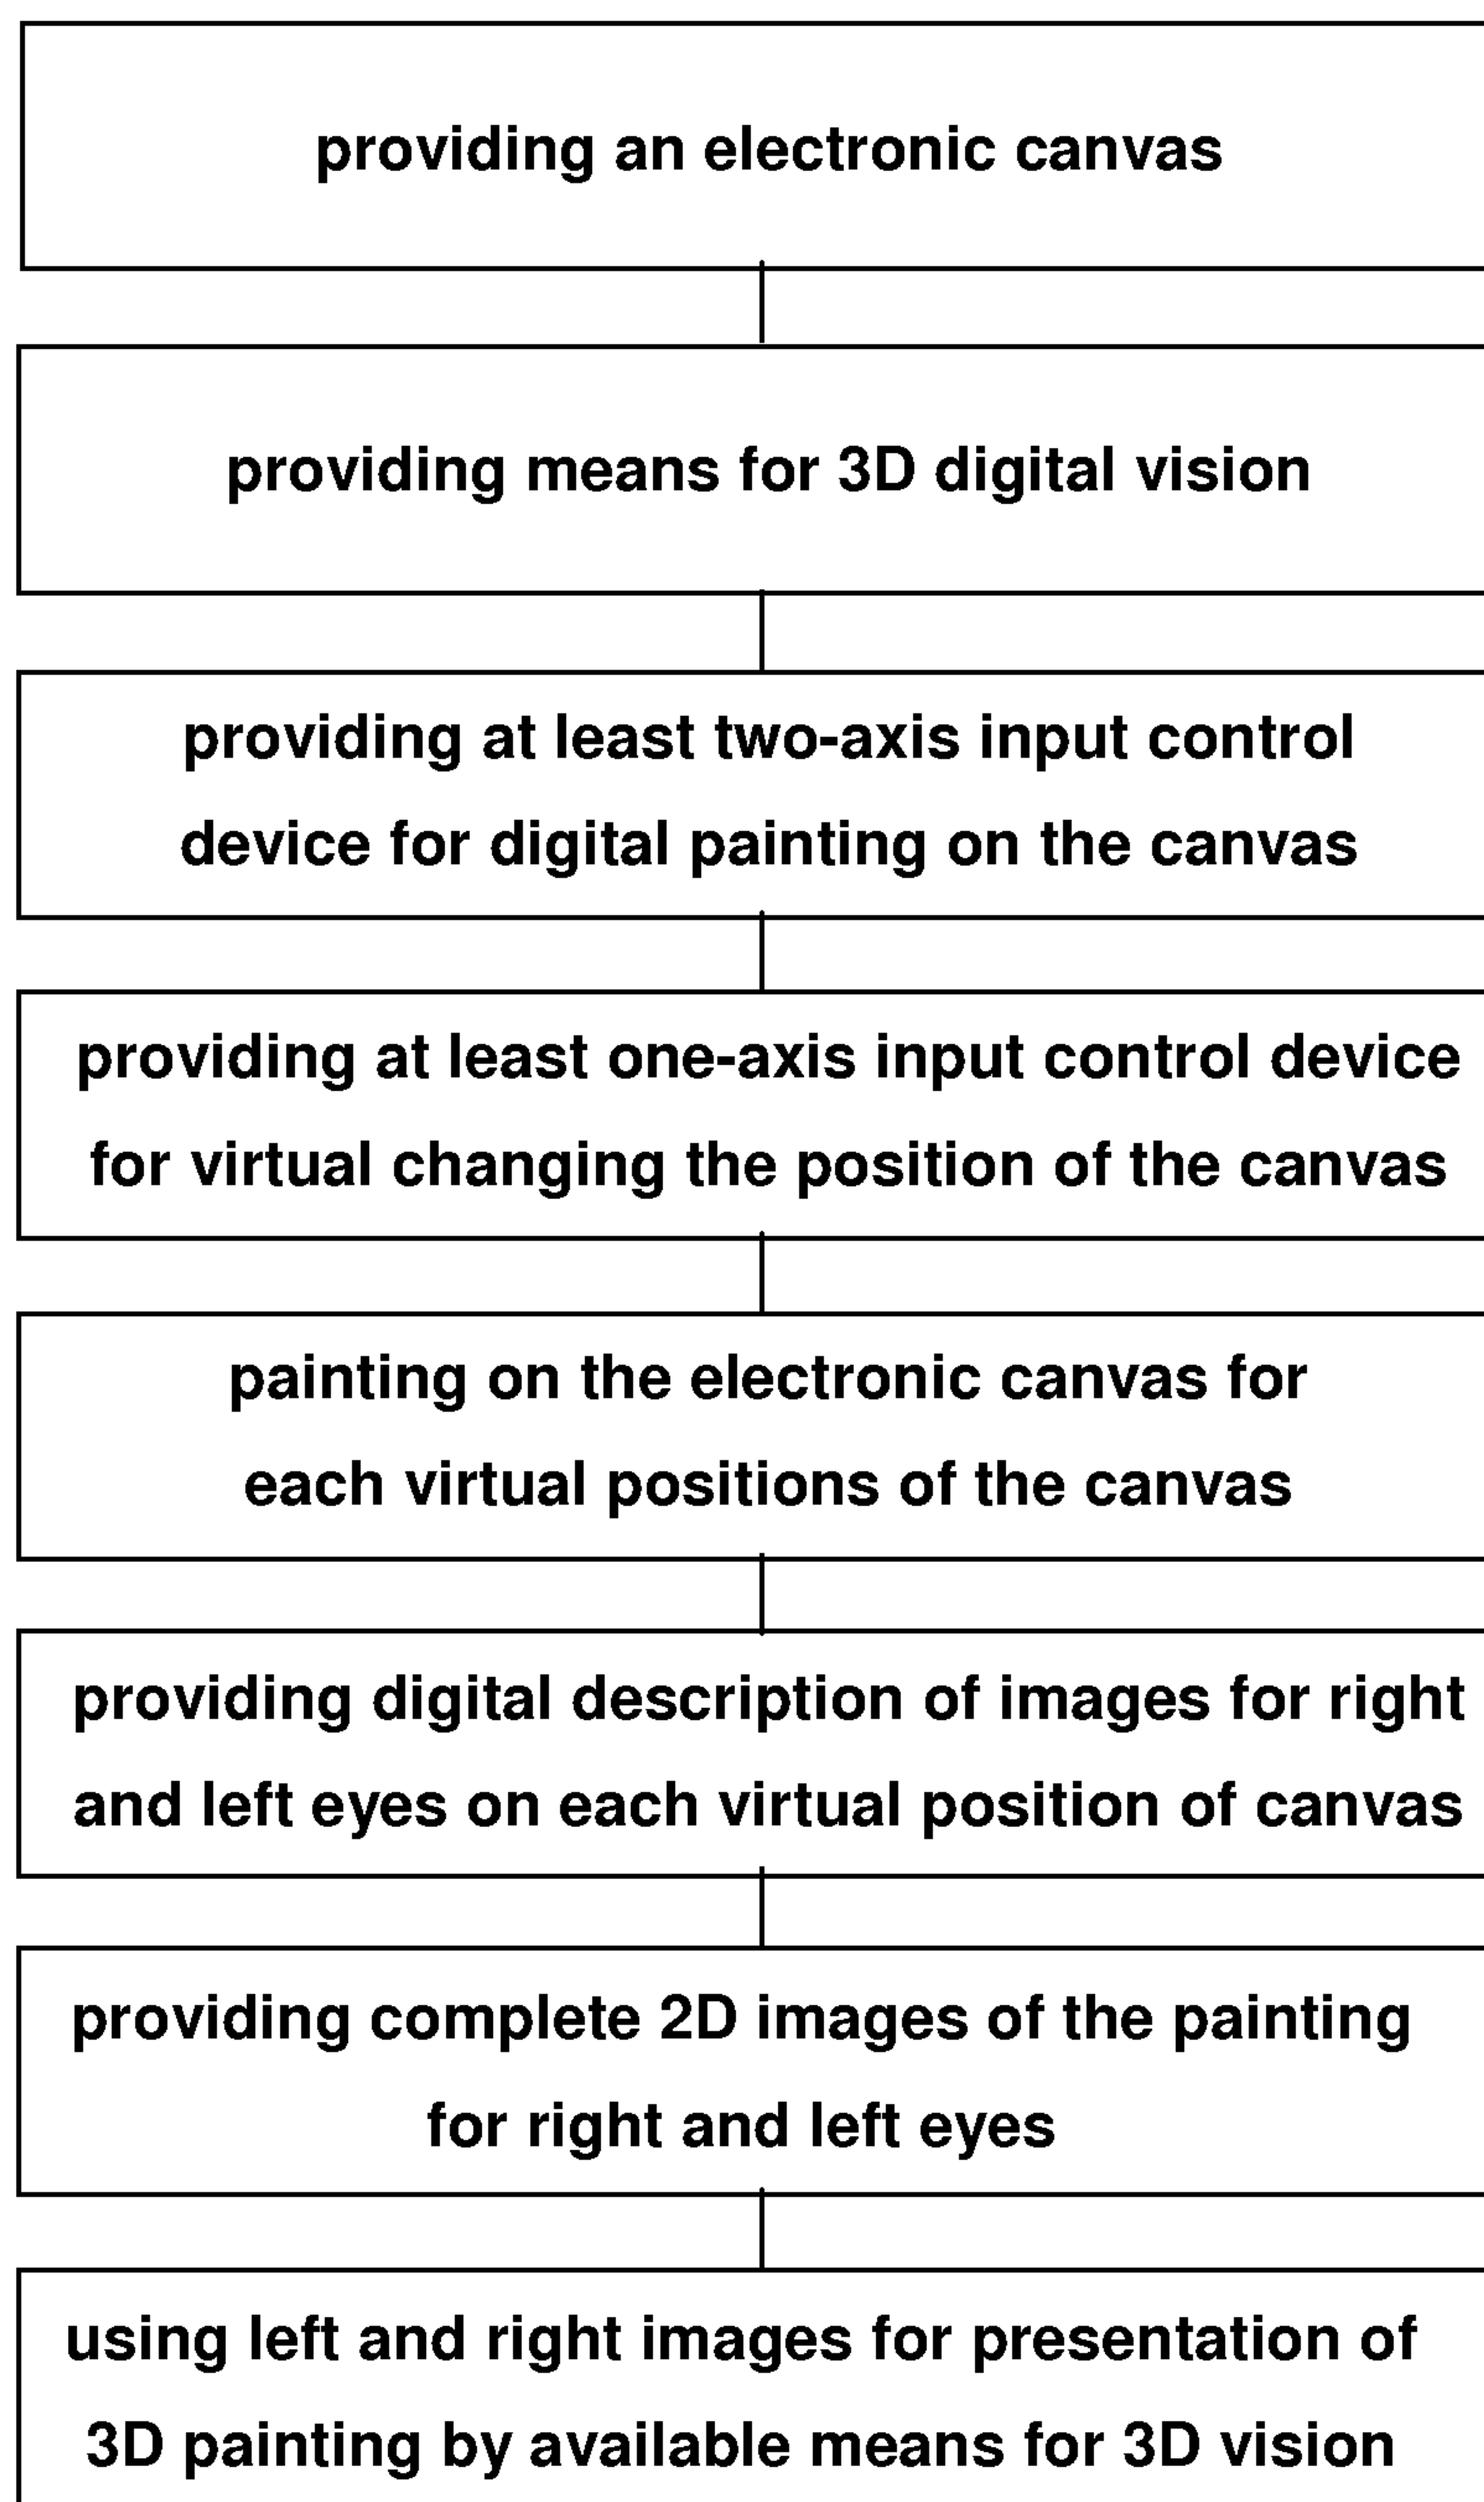 providing an electronic canvas
providing means for 3D digital vision
providing at least two-axis input control
device for digital painting on the canvas
providing at least one-axis input control device
for virtual changing the position of the canvas
painting on the electronic canvas for
each virtual positions of the canvas
providing digital description of images for right
and left eyes on each virtual position of canvas
providing complete 2D images of the painting
for right and left eyes
using left and right images for presentation of
3D painting by available means for 3D vision